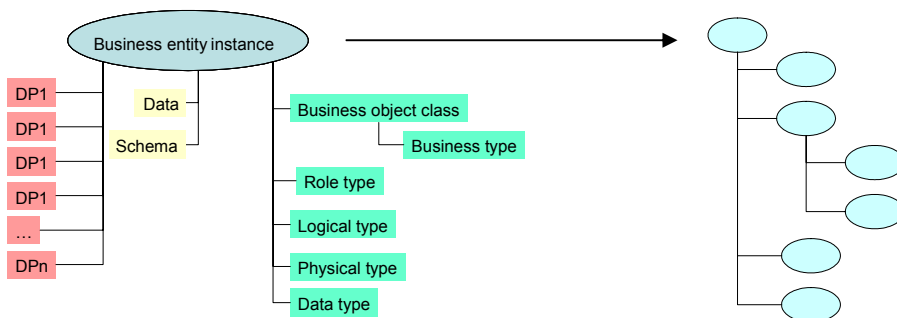 Business entity instance
DP1
DP1
DP1
DP1
...
DPn
Data
Schema
Business object class
Business type
Role type
Logical type
Physical type
Data type